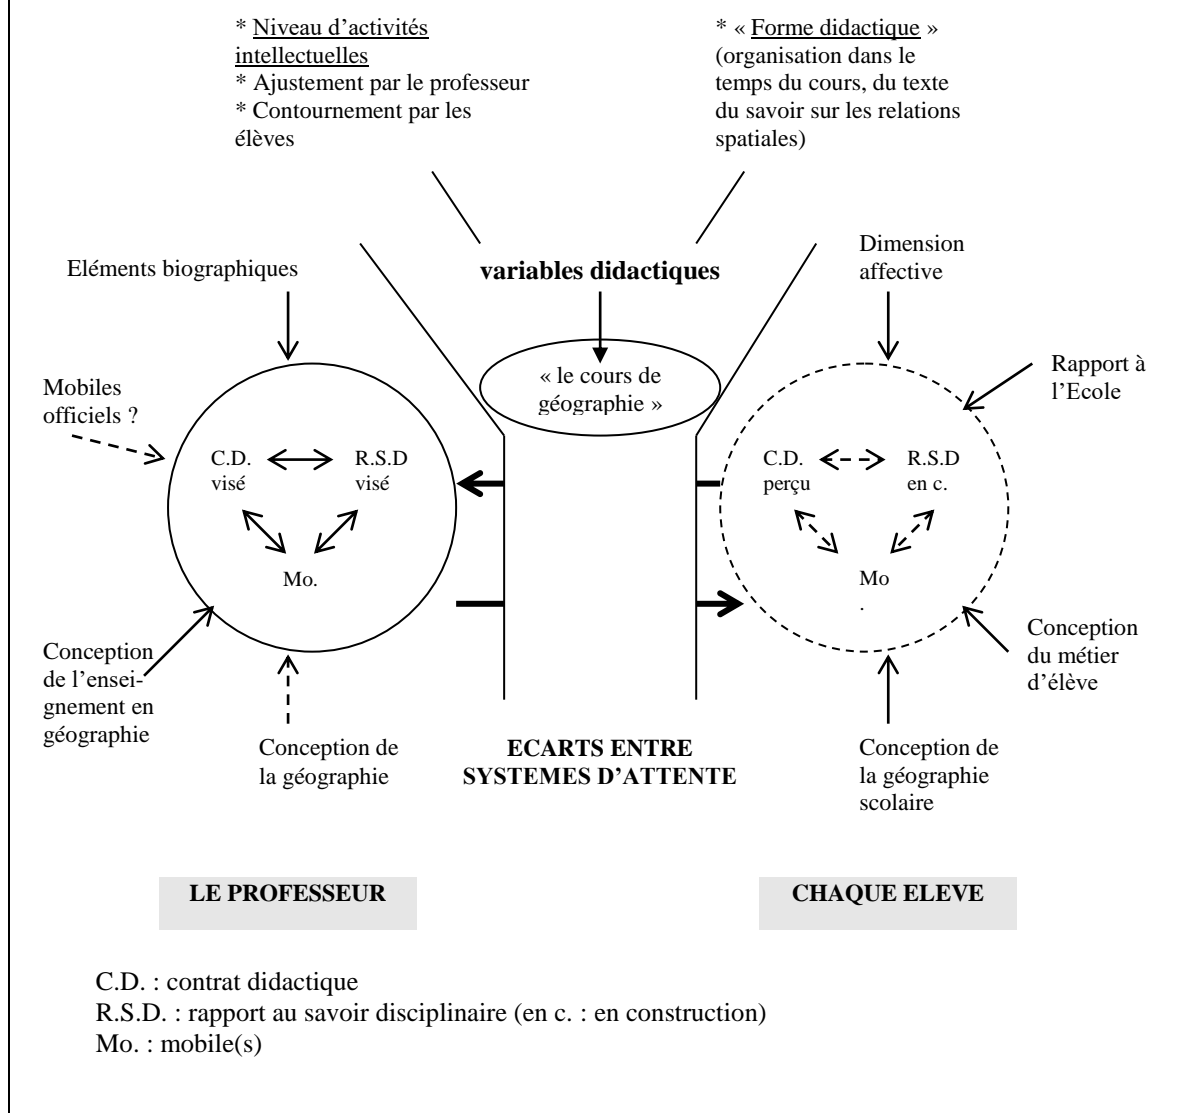 * Niveau d’activités
intellectuelles
* Ajustement par le professeur
* Contournement par les
élèves
* « Forme didactique »
(organisation dans le
temps du cours, du texte
du savoir sur les relations
spatiales)
Eléments biographiques
variables didactiques
Dimension
affective
Mobiles
officiels ?
« le cours de
géographie »
Rapport à
l’Ecole
C.D.
visé
R.S.D
visé
Mo.
C.D.
perçu
R.S.D
en c.
Mo
.
Conception
de l’ensei-
gnement en
géographie
Conception de
la géographie
ECARTS ENTRE
SYSTEMES D’ATTENTE
Conception
du métier
d’élève
Conception de
la géographie
scolaire
LE PROFESSEUR
CHAQUE ELEVE
C.D. : contrat didactique
R.S.D. : rapport au savoir disciplinaire (en c. : en construction)
Mo. : mobile(s)